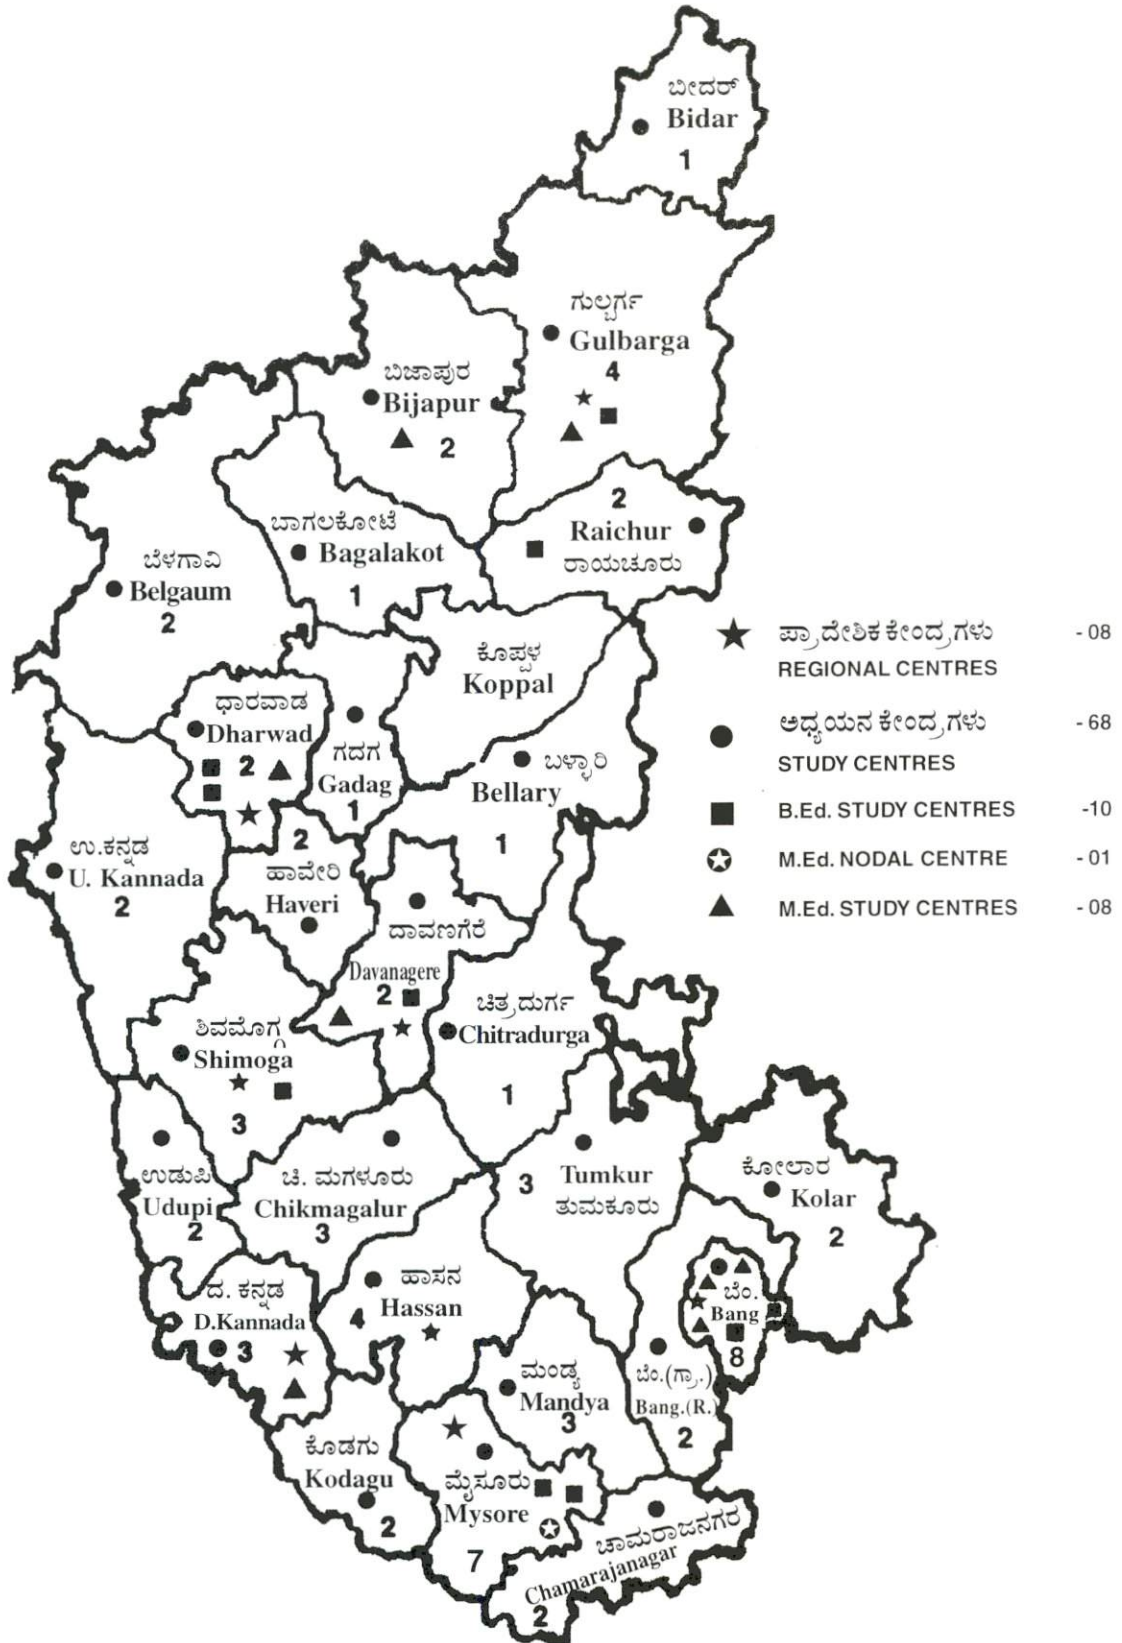 ಬೀದರ್
Bidar
1
ಗುಲ್ಬರ್ಗ
Gulbarga
4
ಬಿಜಾಪುರ
Bijapur
2
2
Raichur
ರಾಯಚೂರು
ಬಾಗಲಕೋಟೆ
Bagalakot
1
ಬೆಳಗಾವಿ
Belgaum
2
ಕೊಪ್ಪಳ
Koppal
ಧಾರವಾಡ
Dharwad
2
ಗದಗ
Gadag
1
ಬಳ್ಳಾರಿ
Bellary
1
ಉ.ಕನ್ನಡ
U. Kannada
2
2
ಹಾವೇರಿ
Haveri
ದಾವಣಗೆರೆ
Davanagere
2
ಚಿತ್ರದುರ್ಗ
Chitradurga
1
ಶಿವಮೊಗ್ಗ
Shimoga
3
ಉಡುಪಿ
Udupi
2
ಚಿ. ಮಗಳೂರು
Chikmagalur
3
3
Tumkur
ತುಮಕೂರು
ಕೋಲಾರ
Kolar
2
ದ. ಕನ್ನಡ
D.Kannada
3
ಹಾಸನ
Hassan
4
ಬೆಂ.
Bang
8
ಮಂಡ್ಯ
Mandya
3
ಬೆಂ.(ಗ್ರಾ.)
Bang.(R.)
2
ಕೊಡಗು
Kodagu
2
ಮೈಸೂರು
Mysore
7
ಚಾಮರಾಜನಗರ
Chamarajanagar
2
ಪ್ರಾದೇಶಿಕ ಕೇಂದ್ರಗಳು - 08
REGIONAL CENTRES
ಅಧ್ಯಯನ ಕೇಂದ್ರಗಳು -68
STUDY CENTRES
B.Ed. STUDY CENTRES -10
M.Ed. NODAL CENTRE - 01
M.Ed. STUDY CENTRES - 08